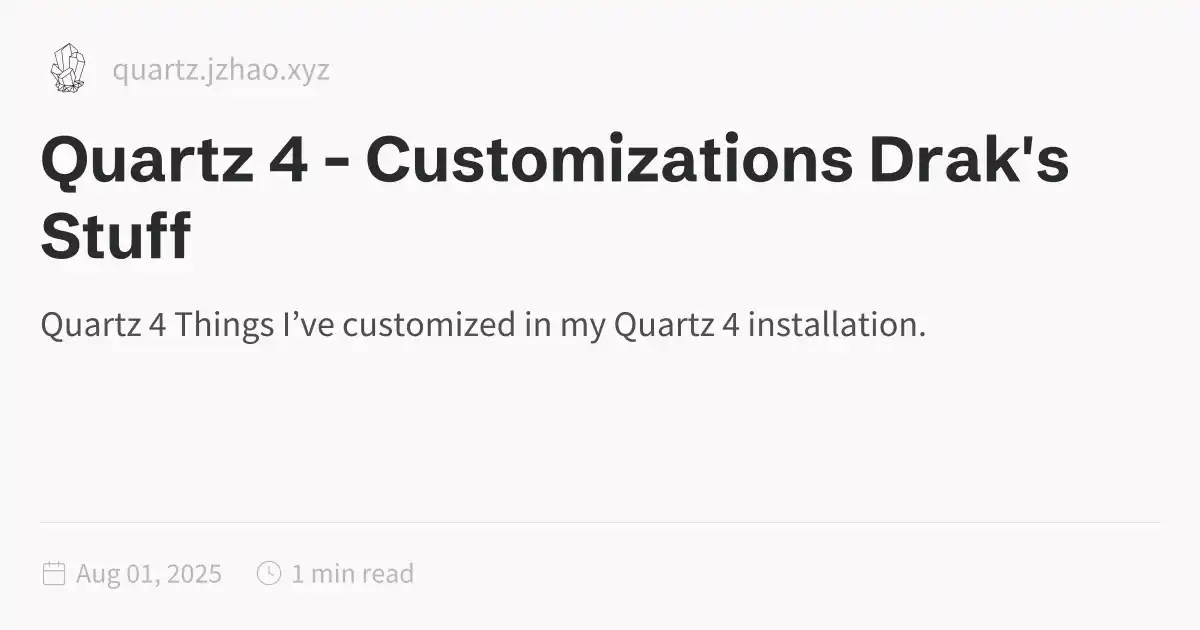 quartz.jzhao.xyz
Quartz 4 - Customizations Drak's
Stuff
Quartz 4 Things I’ve customized in my Quartz 4 installation.
Aug 01, 2025 1 min read